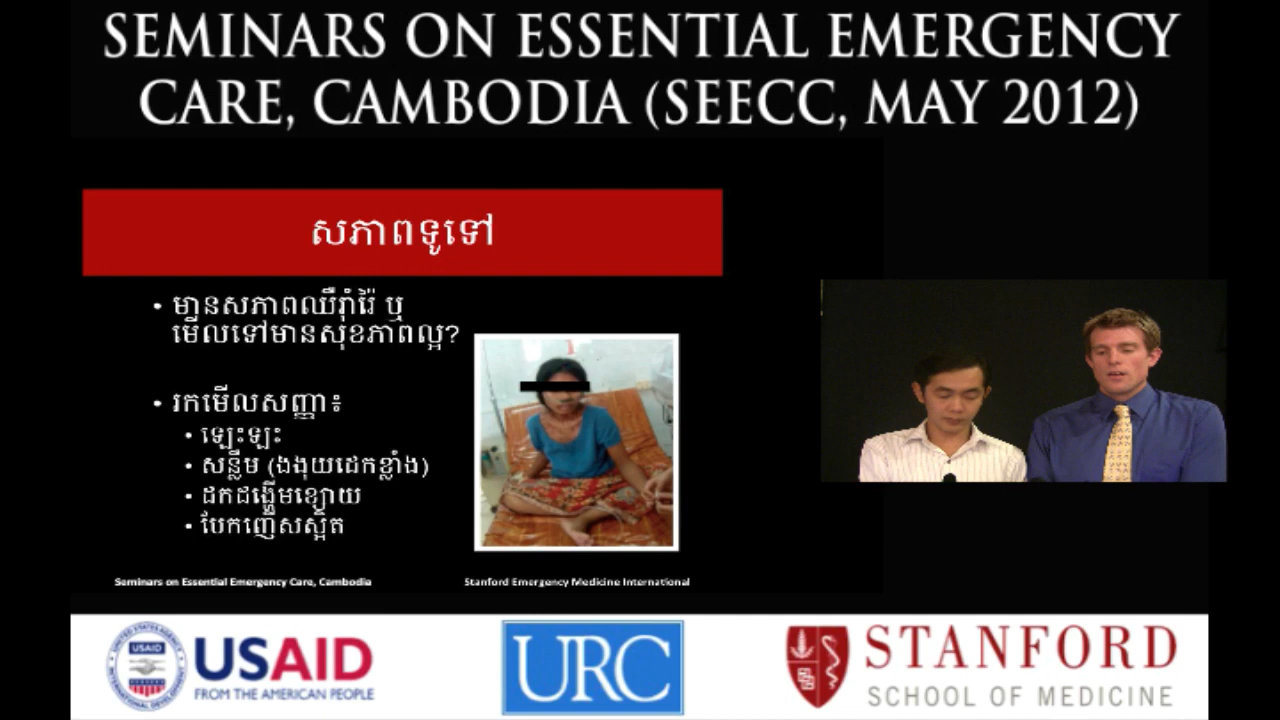 SEMINARS ON ESSENTIAL EMERGENCY
CARE, CAMBODIA (SEECC, MAY 2012)
សភាពទូទៅ
• មានសភាពឈឺរ៉ាំរ៉ៃ ឬ
មើលទៅមានសុខភាពល្អ?
• រកមើលសញ្ញា៖
• ឡេះឡះ
• សន្លឹម (ងងុយដេកខ្លាំង)
• ដកដង្ហើមខ្សោយ
• បែកញើសស្អិត
Seminars on Essential Emergency Care, Cambodia
Stanford Emergency Medicine International
USAID
USAID
FROM THE AMERICAN PEOPLE
URC
STANFORD
SCHOOL OF MEDICINE